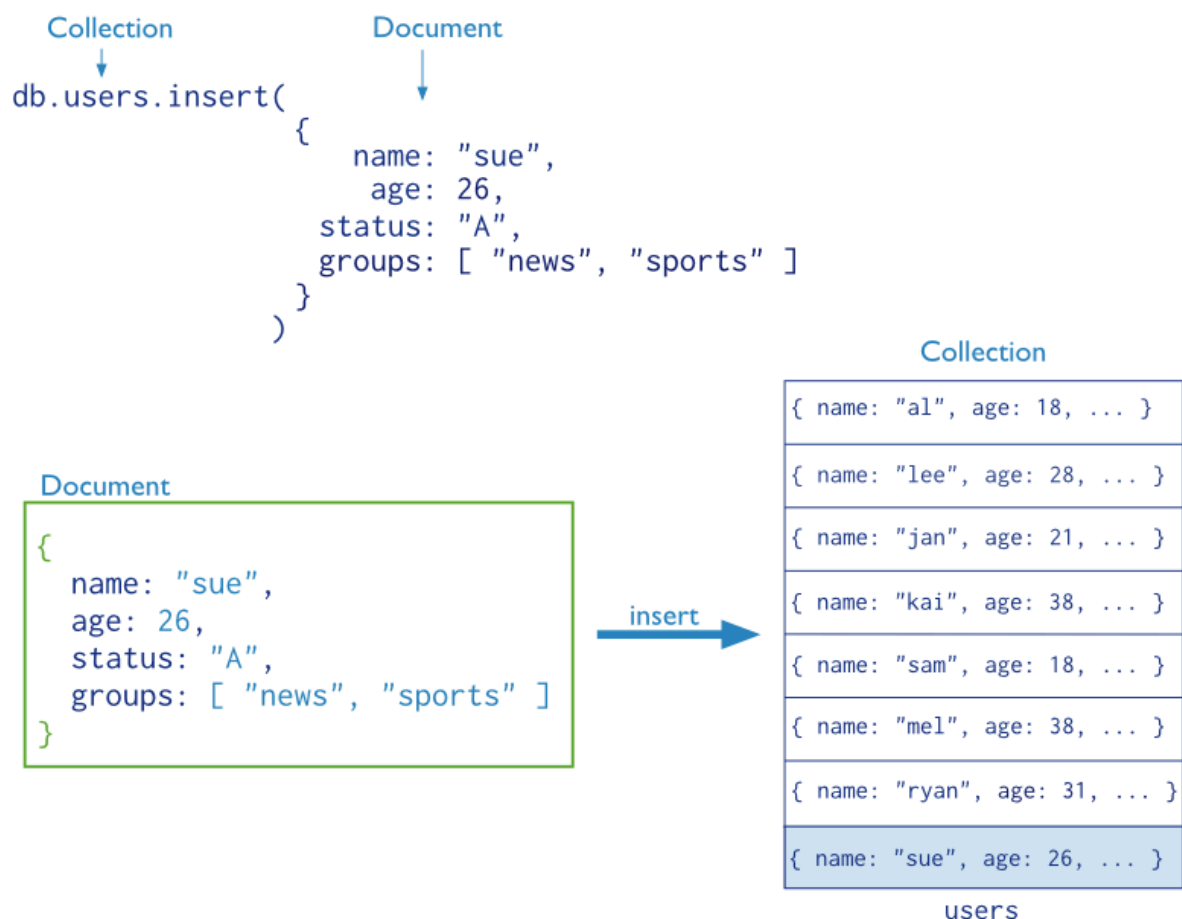 Collection
Document
db.users.insert(
{
name: "sue",
age: 26,
status: "A",
groups: [ "news", "sports" ]
}
)
Document
{
name: "sue",
age: 26,
status: "A",
groups: [ "news", "sports" ]
}
insert
Collection
{ name: "al", age: 18, ... }
{ name: "lee", age: 28, ... }
{ name: "jan", age: 21, ... }
{ name: "kai", age: 38, ... }
{ name: "sam", age: 18, ... }
{ name: "mel", age: 38, ... }
{ name: "ryan", age: 31, ... }
{ name: "sue", age: 26, ... }
users